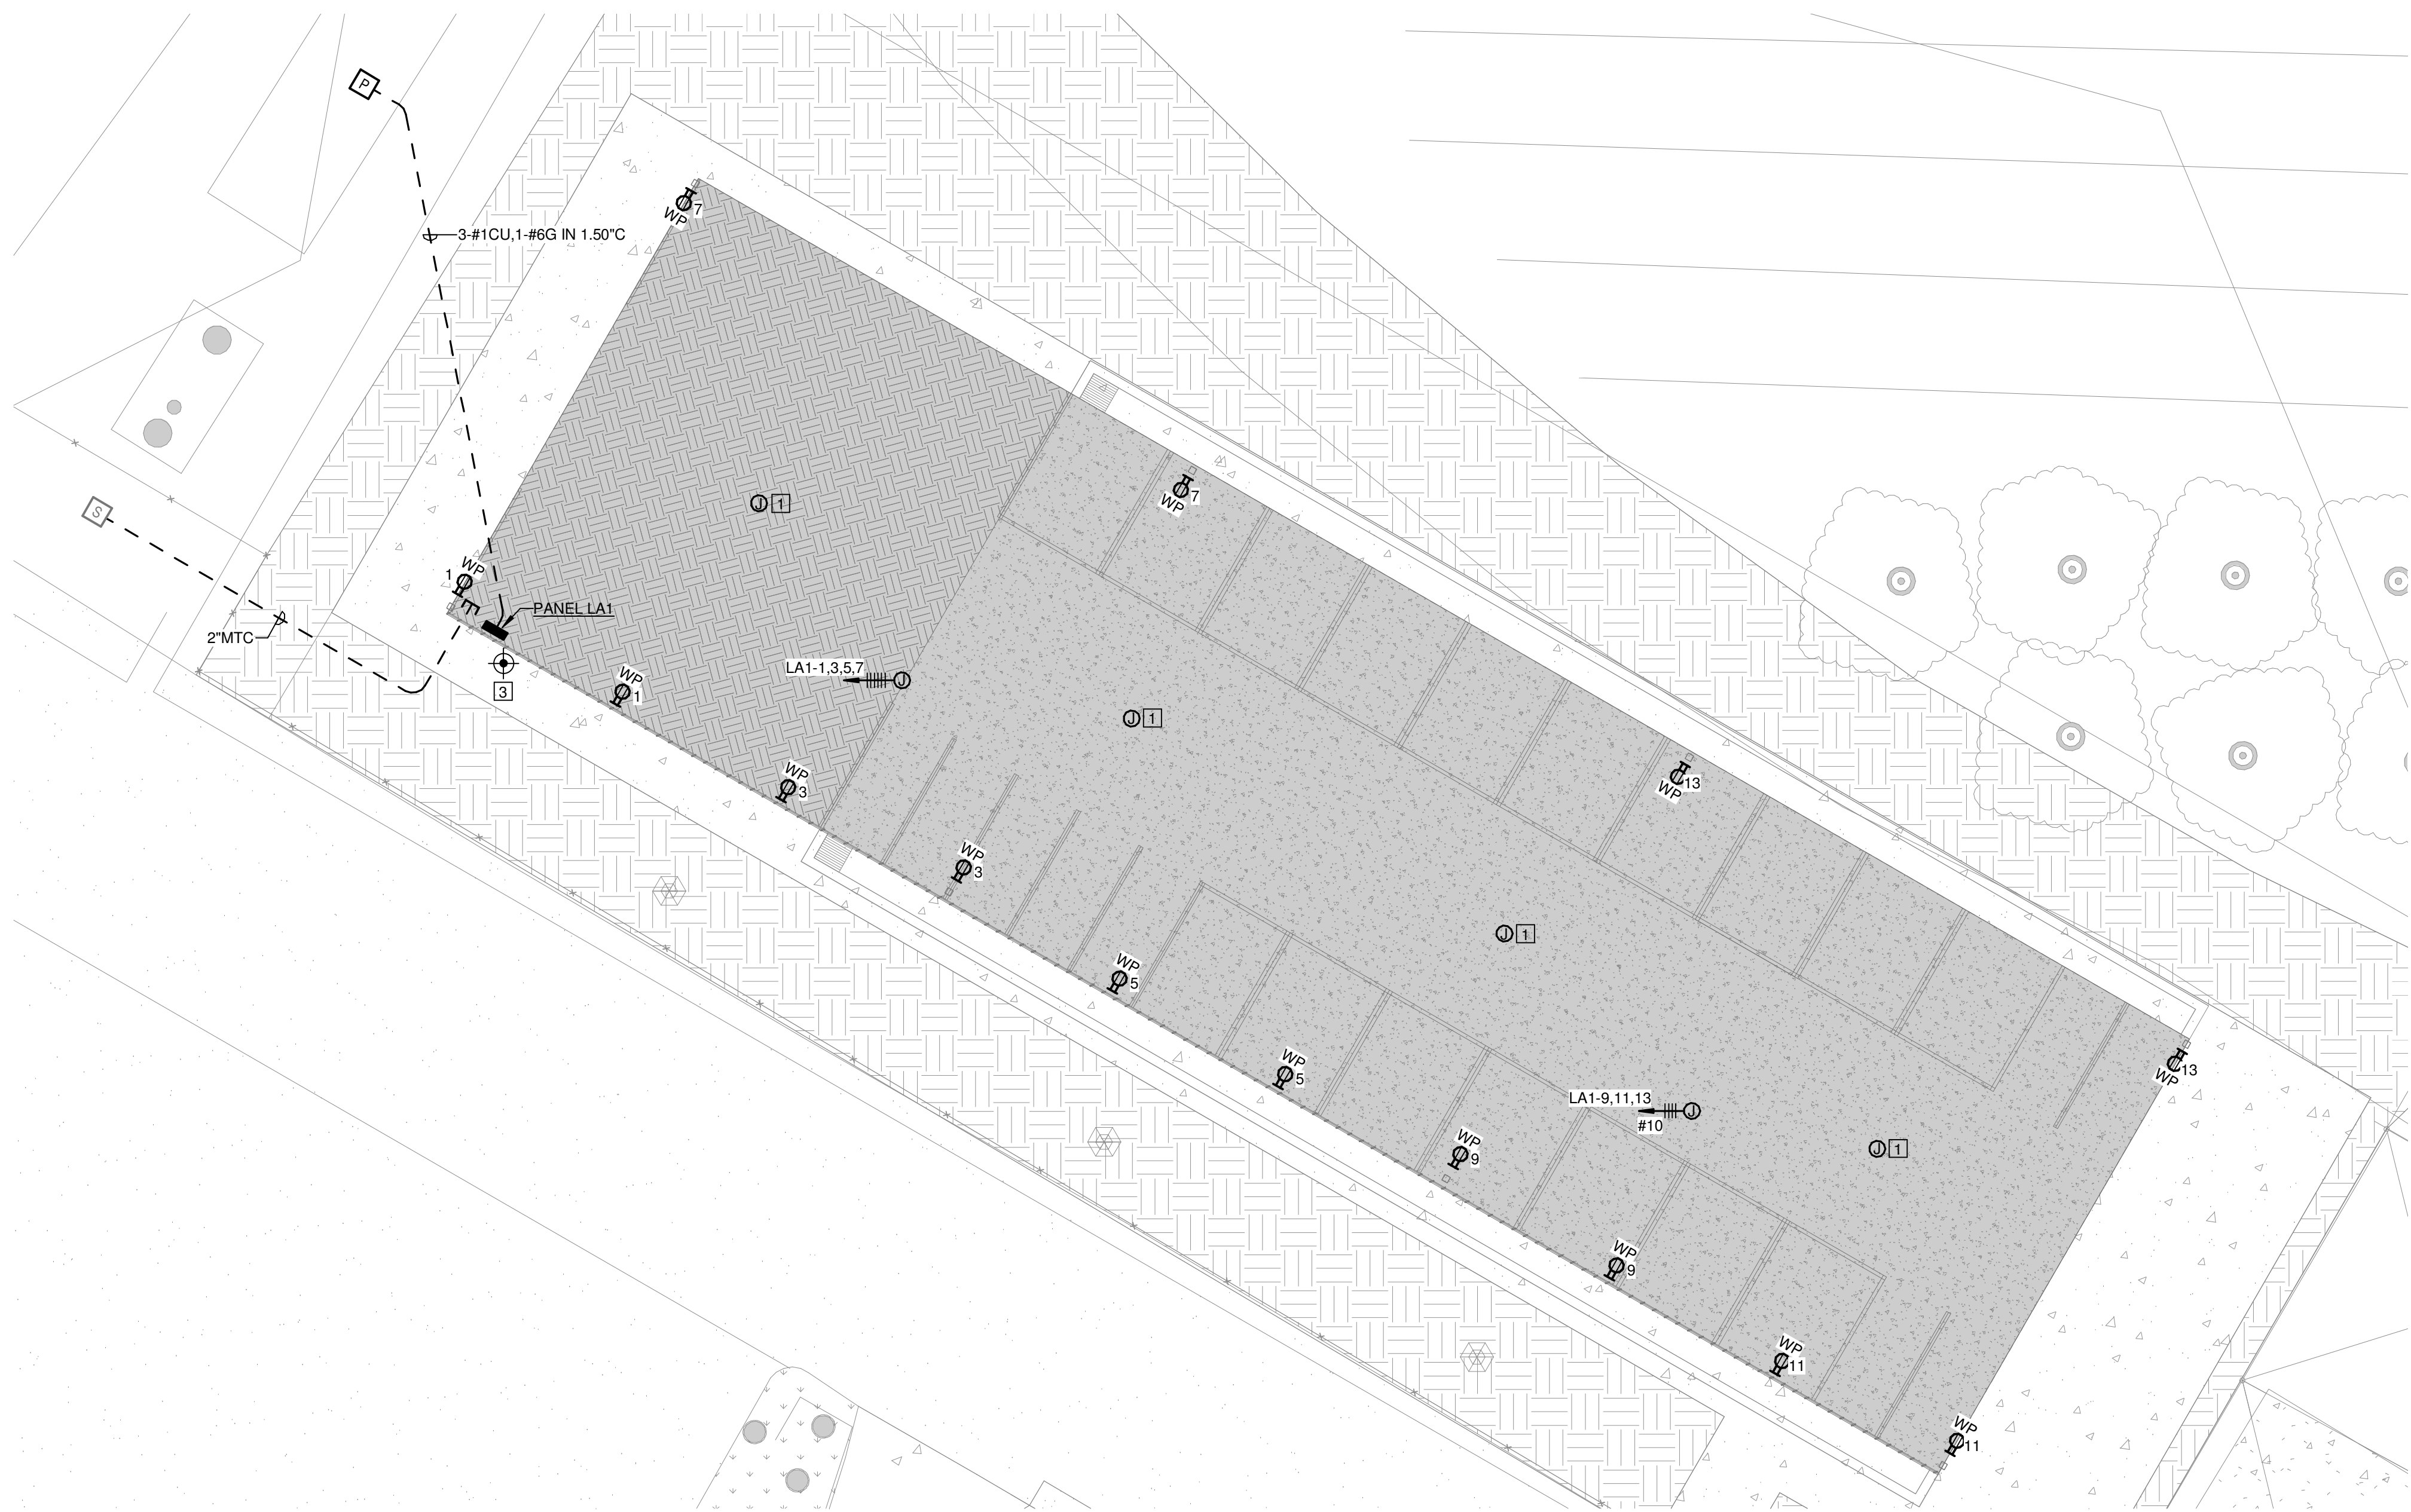 P
WP
7
3-#1CU,1-#6G IN 1.50"C
WP
7
J 1
S
1
WP
E
PANEL LA1
2"MTC
3
WP
1
LA1-1,3,5,7
J
J 1
WP
3
13
WP
WP
3
J 1
WP
5
WP
5
13
WP
LA1-9,11,13
J
#10
J 1
WP
9
WP
9
WP
11
WP
11